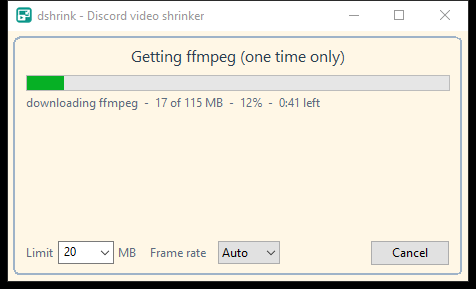 dshrink - Discord video shrinker
Getting ffmpeg (one time only)
downloading ffmpeg - 17 of 115 MB - 12% - 0:41 left
Limit 20 MB Frame rate Auto Cancel